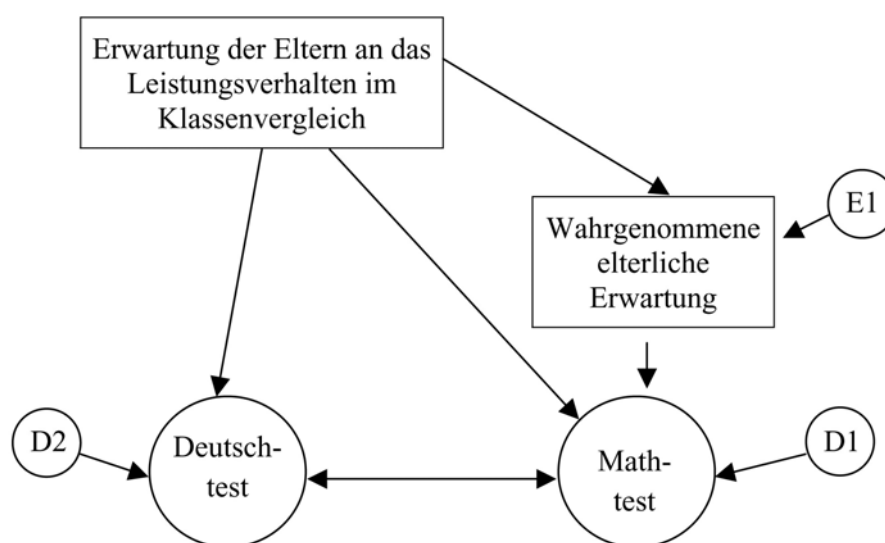 Erwartung der Eltern an das
Leistungsverhalten im
Klassenvergleich
E1
Wahrgenommene
elterliche
Erwartung
D2
Deutsch-
test
Math-
test
D1